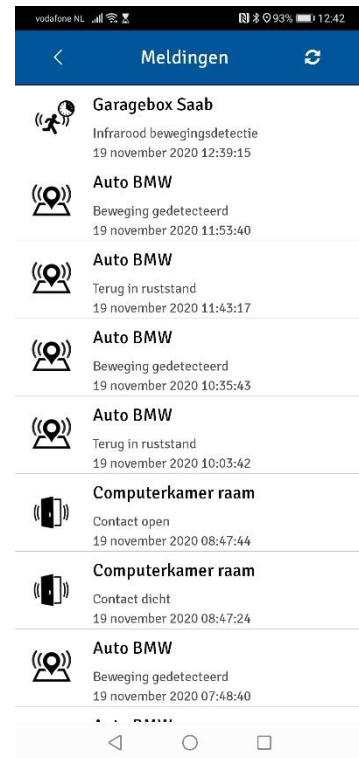 vodafone NL 93% 12:42
Meldingen
Garagebox Saab
Infrarood bewegingsdetectie
19 november 2020 12:39:15
Auto BMW
Beweging gedetecteerd
19 november 2020 11:53:40
Auto BMW
Terug in ruststand
19 november 2020 11:43:17
Auto BMW
Beweging gedetecteerd
19 november 2020 10:35:43
Auto BMW
Terug in ruststand
19 november 2020 10:03:42
Computerkamer raam
Contact open
19 november 2020 08:47:44
Computerkamer raam
Contact dicht
19 november 2020 08:47:24
Auto BMW
Beweging gedetecteerd
19 november 2020 07:48:40